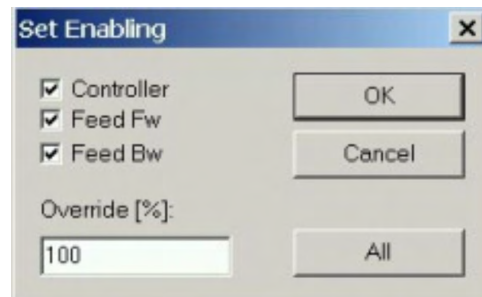 Set Enabling
Controller
Feed Fw
Feed Bw
OK
Cancel
Override [%]:
100
All